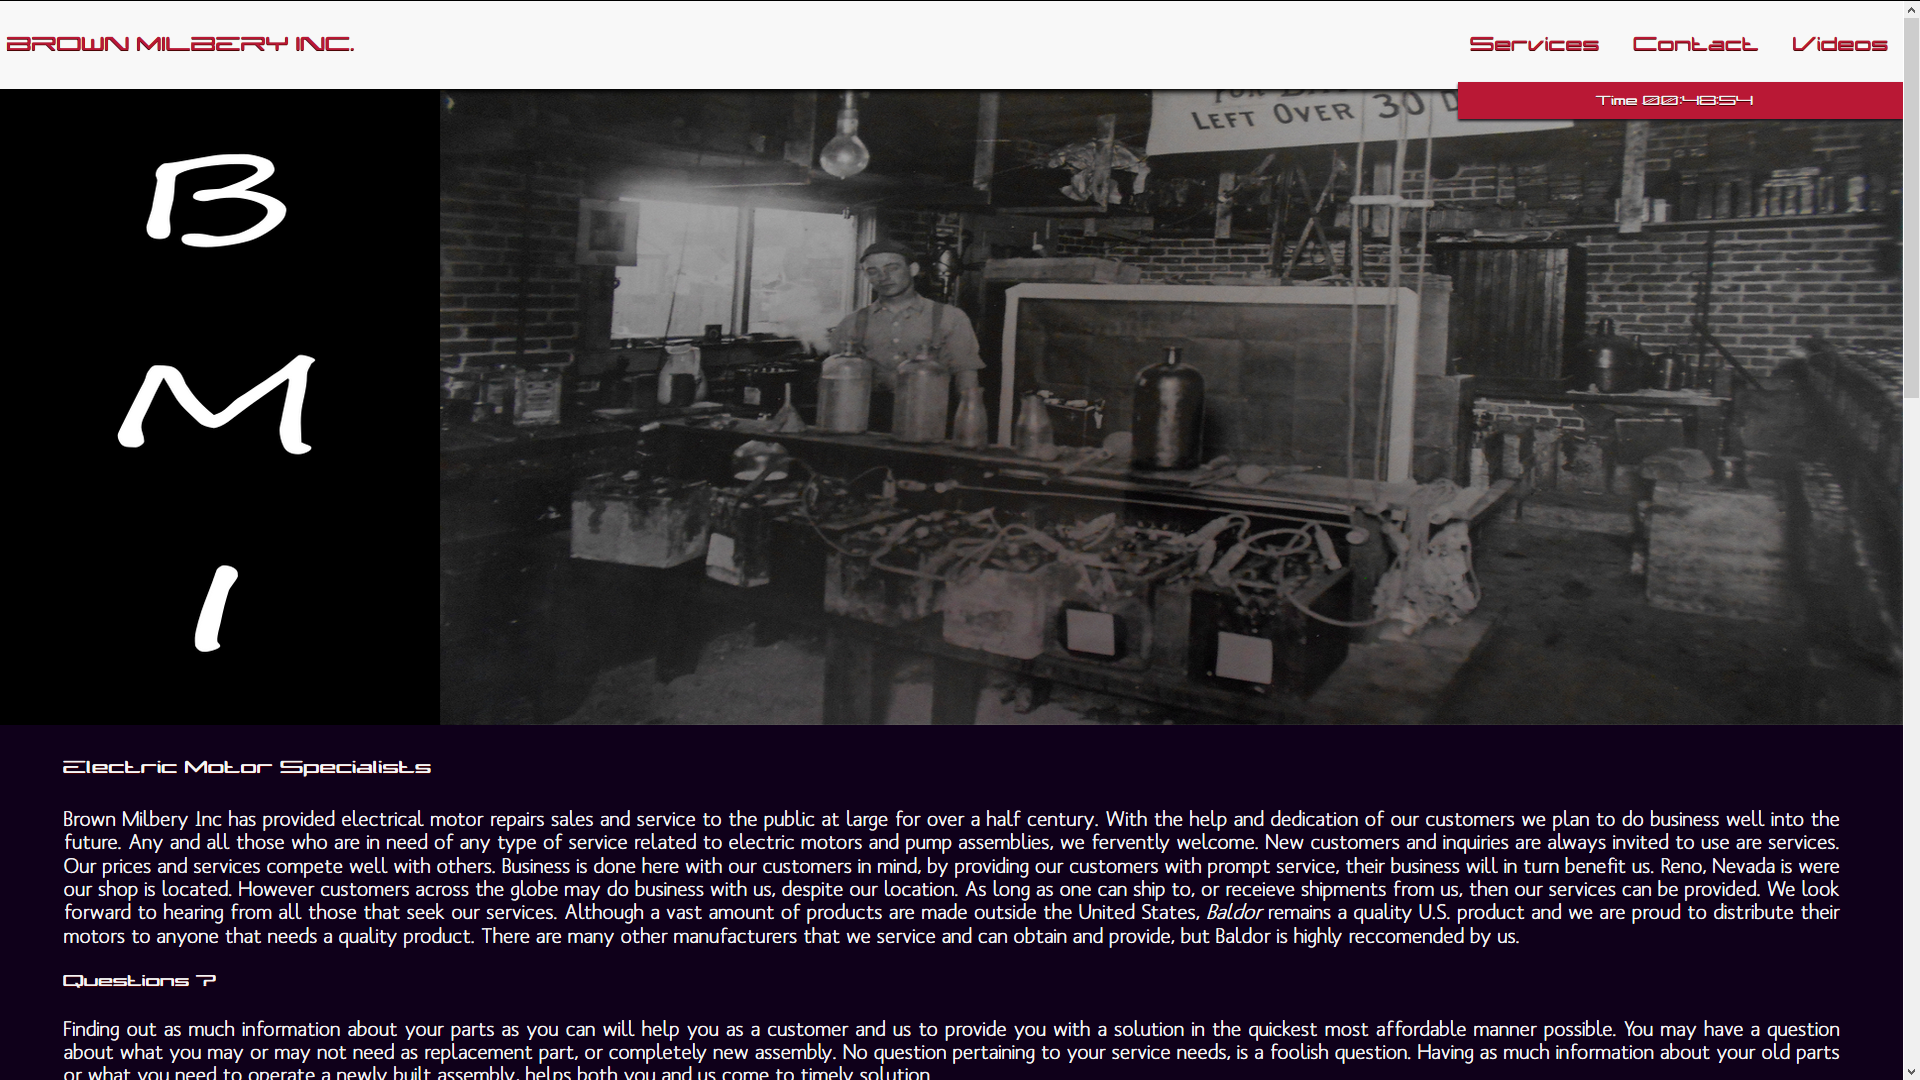 BROWN MILBERY INC.
Services Contact Videos
Time 00:48:54
LEFT OVER 30
B
M
I
Electric Motor Specialists
Brown Milbery Inc has provided electrical motor repairs sales and service to the public at large for over a half century. With the help and dedication of our customers we plan to do business well into the
future. Any and all those who are in need of any type of service related to electric motors and pump assemblies, we fervently welcome. New customers and inquiries are always invited to use are services.
Our prices and services compete well with others. Business is done here with our customers in mind, by providing our customers with prompt service, their business will in turn benefit us. Reno, Nevada is were
our shop is located. However customers across the globe may do business with us, despite our location. As long as one can ship to, or receieve shipments from us, then our services can be provided. We look
forward to hearing from all those that seek our services. Although a vast amount of products are made outside the United States, Baldor remains a quality U.S. product and we are proud to distribute their
motors to anyone that needs a quality product. There are many other manufacturers that we service and can obtain and provide, but Baldor is highly reccomended by us.
Questions ?
Finding out as much information about your parts as you can will help you as a customer and us to provide you with a solution in the quickest most affordable manner possible. You may have a question
about what you may or may not need as replacement part, or completely new assembly. No question pertaining to your service needs, is a foolish question. Having as much information about your old parts
or what you need to operate a newly built assembly, helps both you and us come to timely solution.